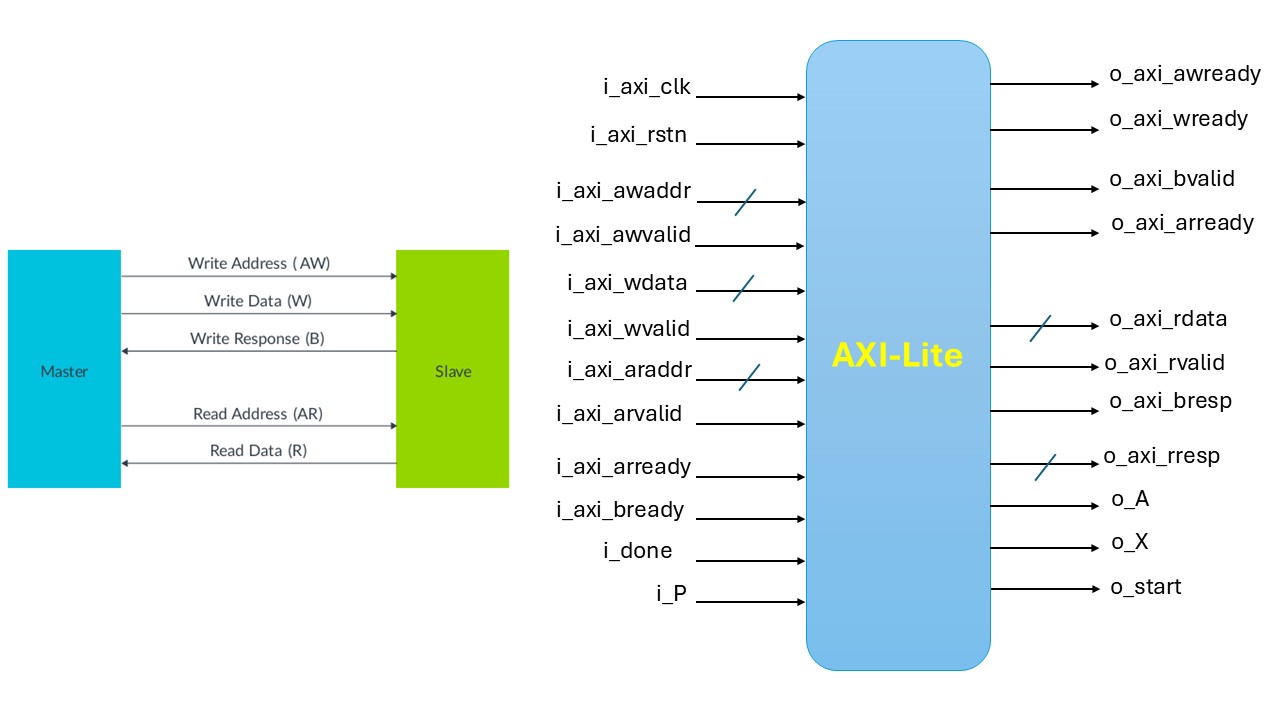 Master
Write Address ( AW)
Write Data (W)
Write Response (B)
Read Address (AR)
Read Data (R)
Slave
i_axi_clk
i_axi_rstn
i_axi_awaddr
i_axi_awvalid
i_axi_wdata
i_axi_wvalid
i_axi_araddr
i_axi_arvalid
i_axi_arready
i_axi_bready
i_done
i_P
AXI-Lite
o_axi_awready
o_axi_wready
o_axi_bvalid
o_axi_arready
o_axi_rdata
o_axi_rvalid
o_axi_bresp
o_axi_rresp
o_A
o_X
o_start